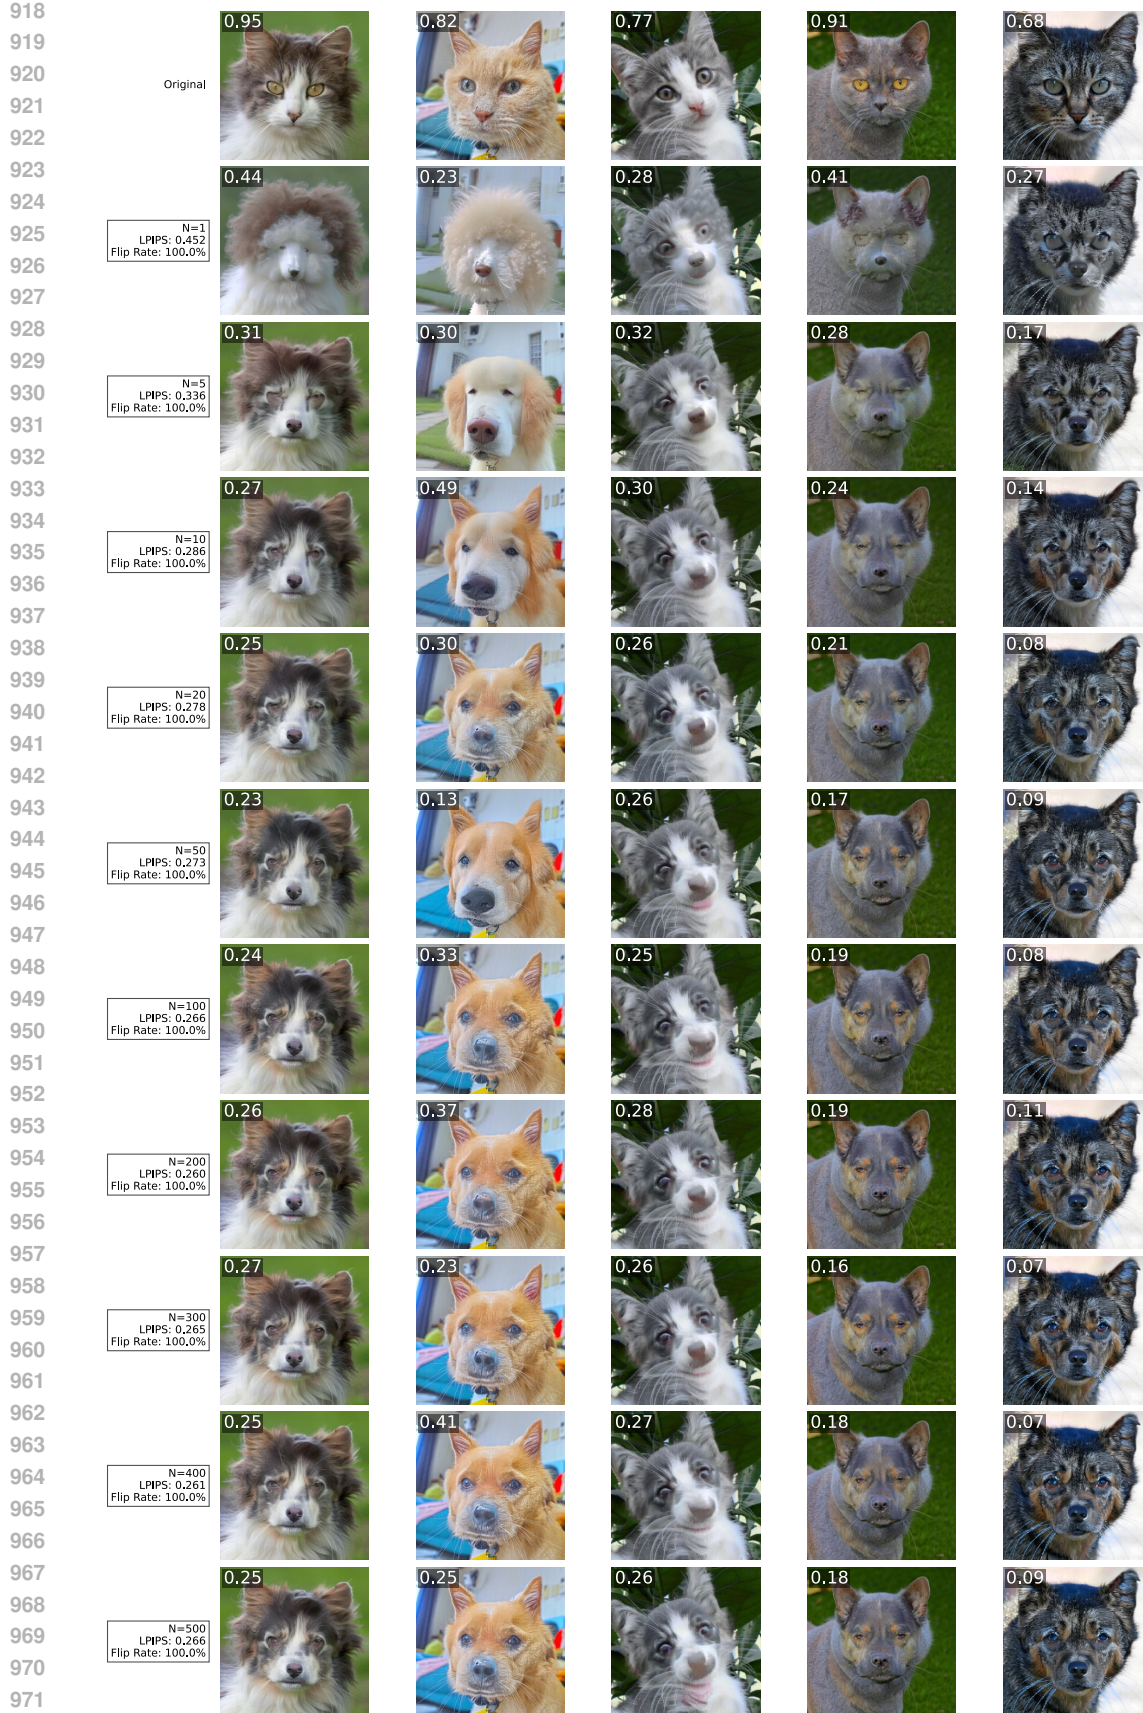 918
919
920
921
922
923
924
925
926
927
928
929
930
931
932
933
934
935
936
937
938
939
940
941
942
943
944
945
946
947
948
949
950
951
952
953
954
955
956
957
958
959
960
961
962
963
964
965
966
967
968
969
970
971
Original
0.95 0.82 0.77 0.91 0.68
N=1
LPIPS: 0.452
Flip Rate: 100.0%
0.44 0.23 0.28 0.41 0.27
N=5
LPIPS: 0.336
Flip Rate: 100.0%
0.31 0.30 0.32 0.28 0.17
N=10
LPIPS: 0.286
Flip Rate: 100.0%
0.27 0.49 0.30 0.24 0.14
N=20
LPIPS: 0.278
Flip Rate: 100.0%
0.25 0.30 0.26 0.21 0.08
N=50
LPIPS: 0.273
Flip Rate: 100.0%
0.23 0.13 0.26 0.17 0.09
N=100
LPIPS: 0.266
Flip Rate: 100.0%
0.24 0.33 0.25 0.19 0.08
N=200
LPIPS: 0.260
Flip Rate: 100.0%
0.26 0.37 0.28 0.19 0.11
N=300
LPIPS: 0.265
Flip Rate: 100.0%
0.27 0.23 0.26 0.16 0.07
N=400
LPIPS: 0.261
Flip Rate: 100.0%
0.25 0.41 0.27 0.18 0.07
N=500
LPIPS: 0.266
Flip Rate: 100.0%
0.25 0.25 0.26 0.18 0.09